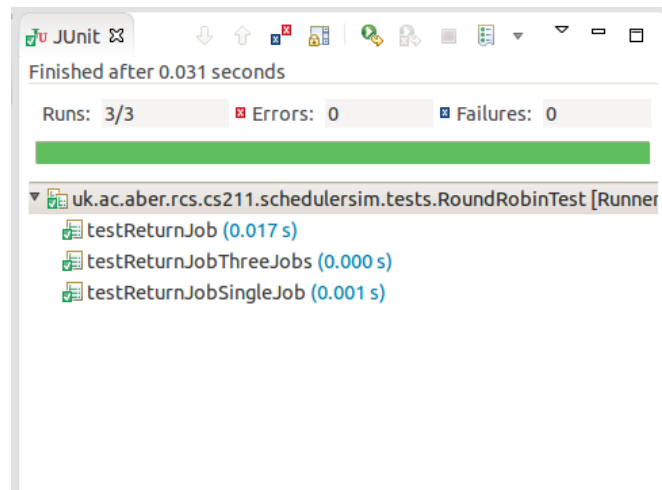 JUnit
Finished after 0.031 seconds
Runs: 3/3 Errors: 0 Failures: 0
uk.ac.aber.rcs.cs211.schedulersim.tests.RoundRobinTest [Runner
testReturnJob (0.017 s)
testReturnJobThreeJobs (0.000 s)
testReturnJobSingleJob (0.001 s)